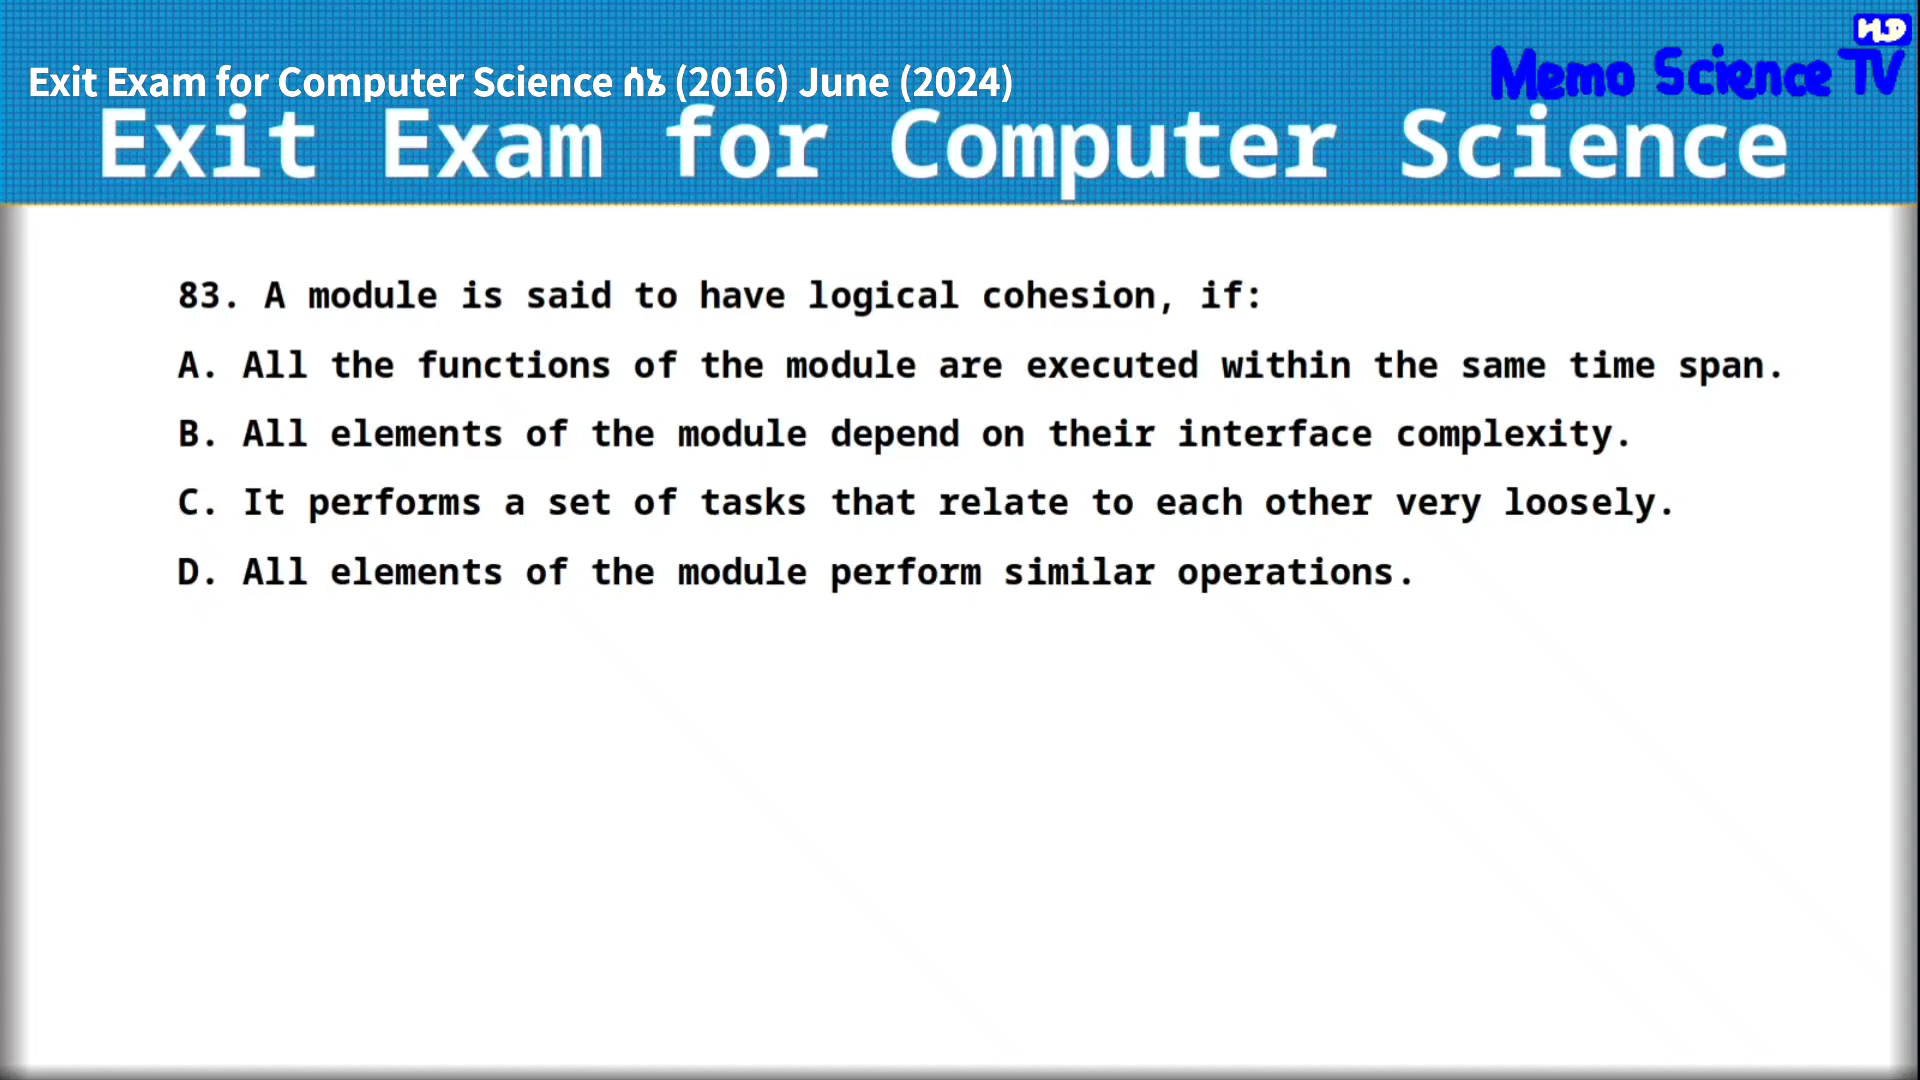 HD
Memo Science TV
Exit Exam for Computer Science ሰኔ (2016) June (2024)
Exit Exam for Computer Science
83. A module is said to have logical cohesion, if:
A. All the functions of the module are executed within the same time span.
B. All elements of the module depend on their interface complexity.
C. It performs a set of tasks that relate to each other very loosely.
D. All elements of the module perform similar operations.